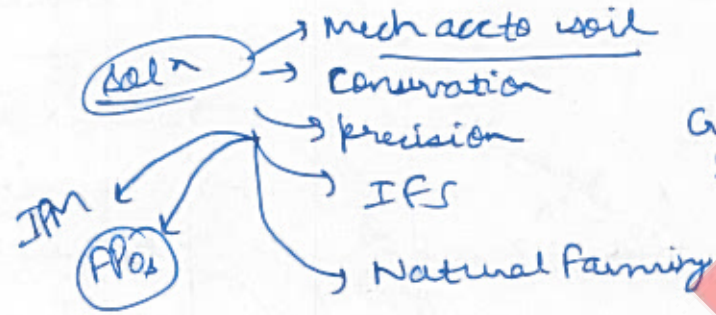 soln → Mech acc to soil
→ Conservation
→ precision
→ IFS
IPM
FPOs
→ Natural Farming